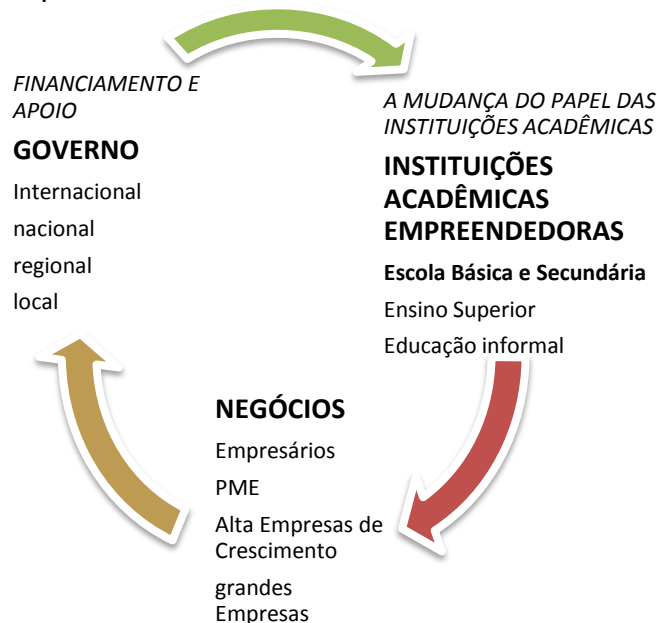 FINANCIAMENTO E
APOIO
GOVERNO
Internacional
nacional
regional
local
A MUDANÇA DO PAPEL DAS
INSTITUIÇÕES ACADÊMICAS
INSTITUIÇÕES
ACADÊMICAS
EMPREENDEDORAS
Escola Básica e Secundária
Ensino Superior
Educação informal
NEGÓCIOS
Empresários
PME
Alta Empresas de
Crescimento
grandes
Empresas